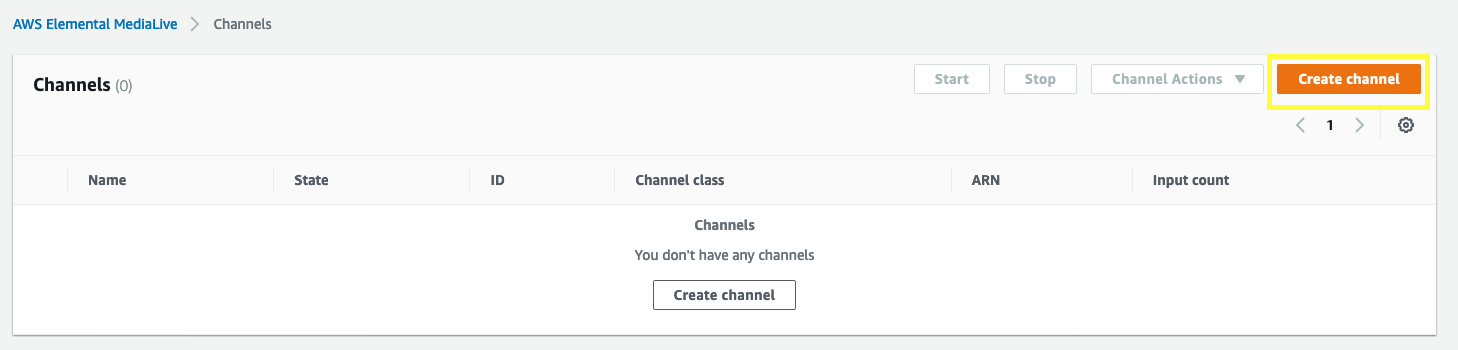 AWS Elemental MediaLive > Channels
Channels (0)
Start Stop Channel Actions ▼ Create channel
< 1 >
Name State ID Channel class ARN Input count
Channels
You don't have any channels
Create channel